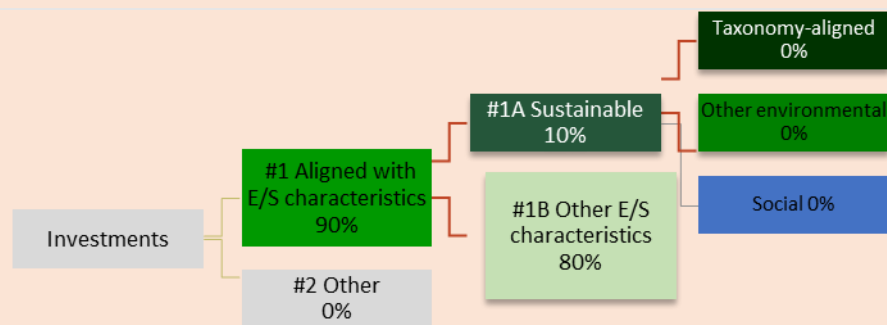 Investments
#1 Aligned with
E/S characteristics
90%
#2 Other
0%
#1A Sustainable
10%
#1B Other E/S
characteristics
80%
Taxonomy-aligned
0%
Other environmental
0%
Social 0%